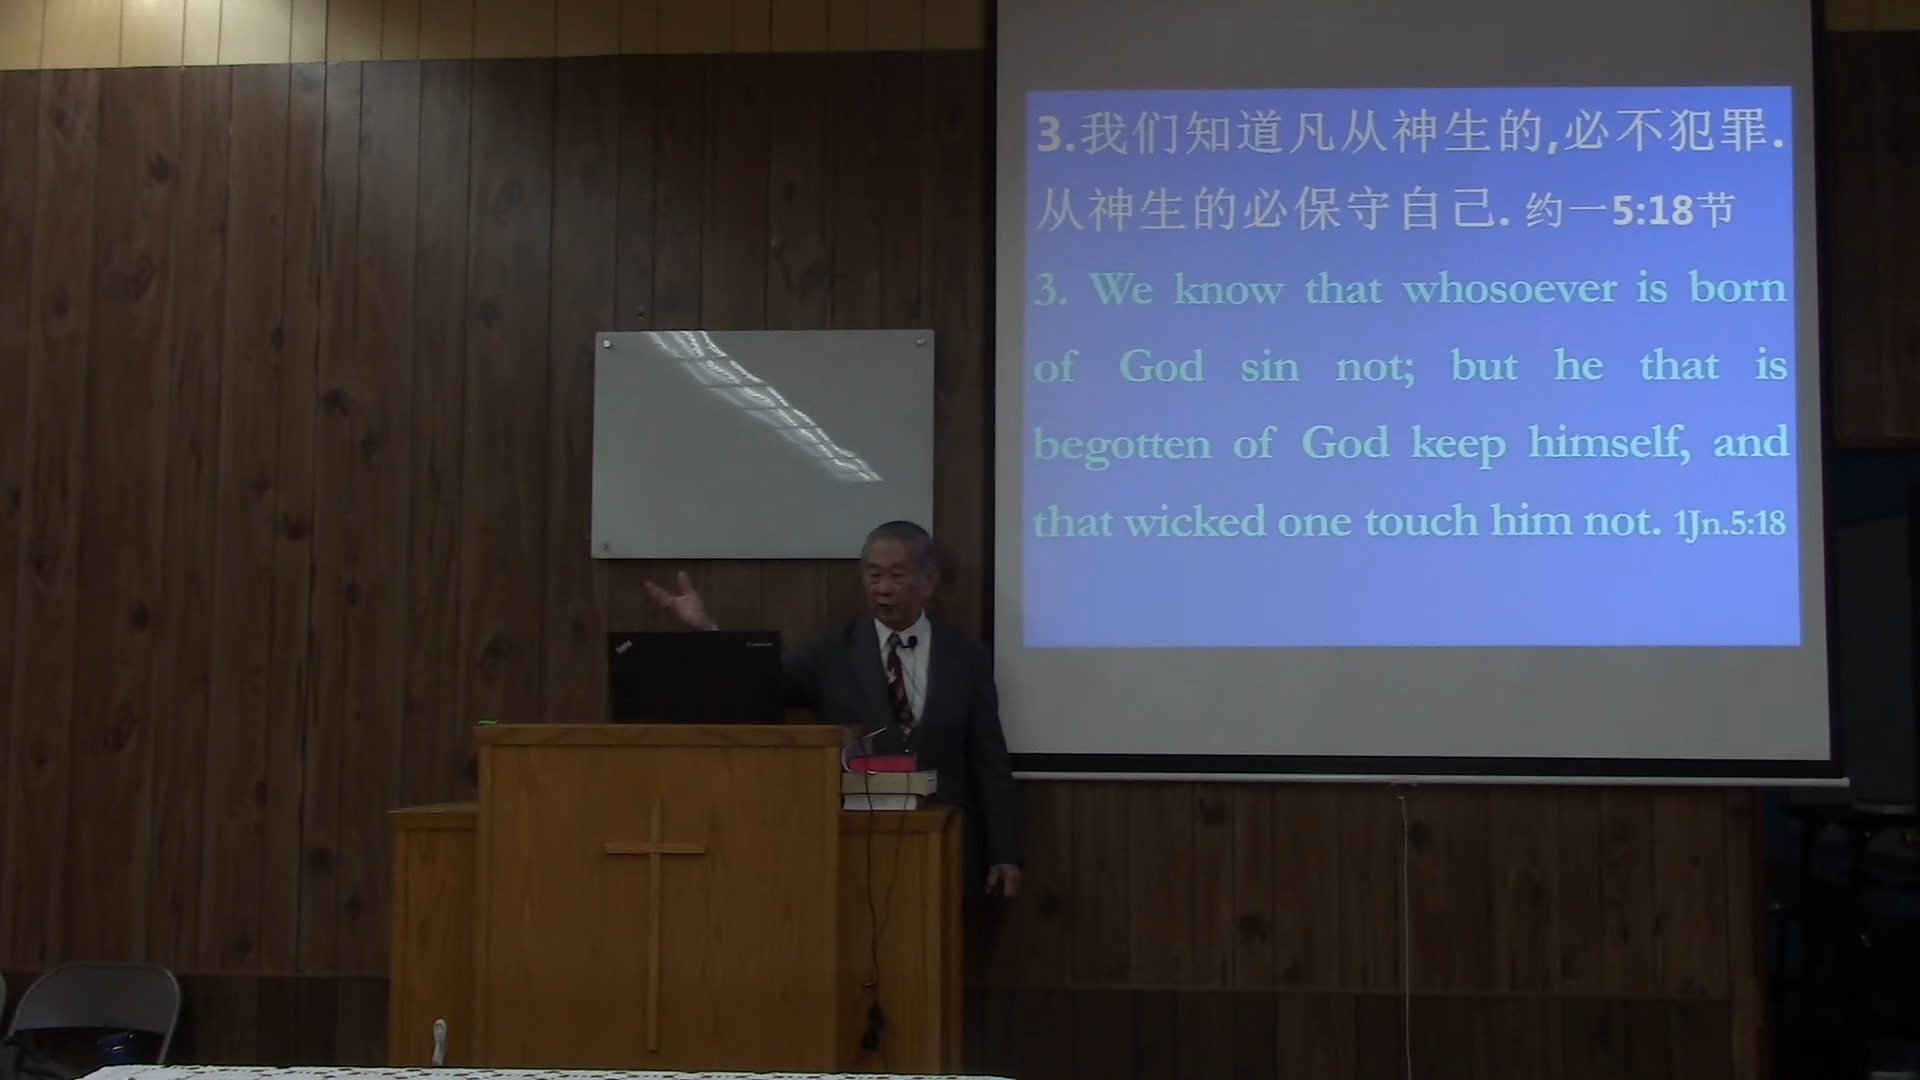 3.我们知道凡从神生的,必不犯罪.
从神生的必保守自己. 约一5:18节
3. We know that whosoever is born
of God sin not; but he that is
begotten of God keep himself, and
that wicked one touch him not. 1Jn.5:18